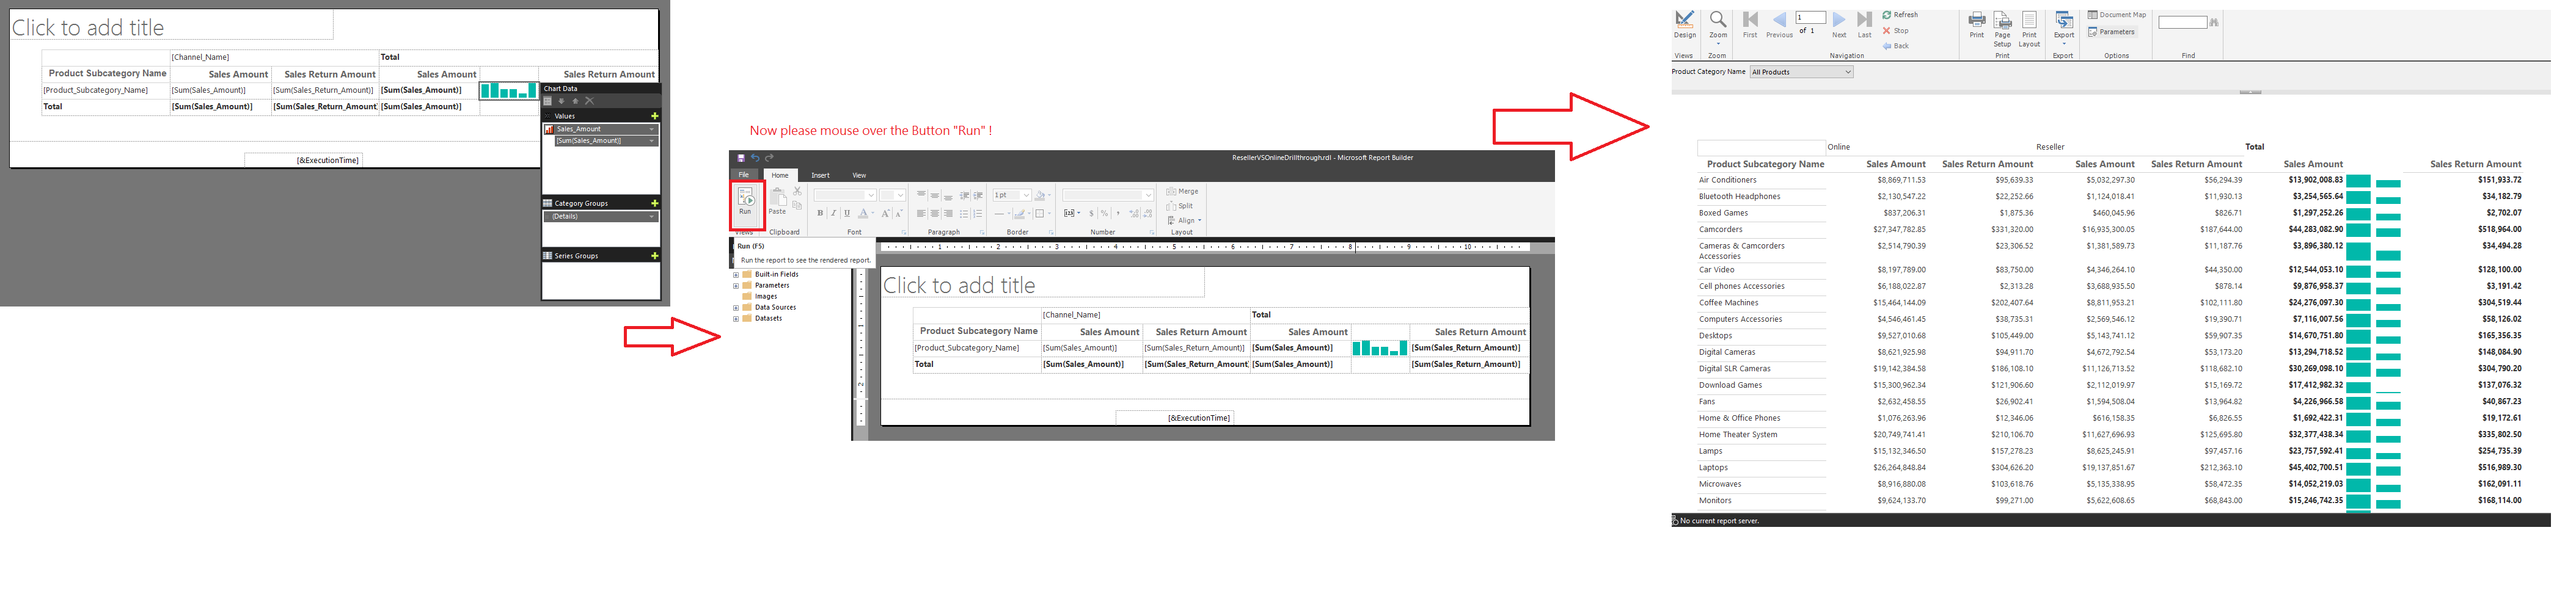 Click to add title
[Channel_Name] Total
Product Subcategory Name Sales Amount Sales Return Amount Sales Amount Sales Return Amount
[Product_Subcategory_Name] [Sum(Sales_Amount)] [Sum(Sales_Return_Amount)] [Sum(Sales_Amount)]
Total [Sum(Sales_Amount)] [Sum(Sales_Return_Amount [Sum(Sales_Amount)]
[&ExecutionTime]
Chart Data
Values
Sales_Amount
[Sum(Sales_Amount)]
Category Groups
(Details)
Series Groups
Now please mouse over the Button "Run" !
ResellerVSOnlineDrillthrough.rdl - Microsoft Report Builder
File Home Insert View
Run Paste
B I U A A A
1 pt
$ % ,
Merge
Split
Align
Views Clipboard Font Paragraph Border Number Layout
Run (F5)
Run the report to see the rendered report.
1 2 3 4 5 6 7 8 9 10
Built-in Fields
Parameters
Images
Data Sources
Datasets
Click to add title
[Channel_Name] Total
Product Subcategory Name Sales Amount Sales Return Amount Sales Amount Sales Return Amount
[Product_Subcategory_Name] [Sum(Sales_Amount)] [Sum(Sales_Return_Amount)] [Sum(Sales_Amount)] [Sum(Sales_Return_Amount)]
Total [Sum(Sales_Amount)] [Sum(Sales_Return_Amount [Sum(Sales_Amount)] [Sum(Sales_Return_Amount)]
[&ExecutionTime]
Design Zoom First Previous 1 of 1 Next Last
Refresh
Stop
Back
Print Page Setup Print Layout Export
Document Map
Parameters
Views Zoom Navigation Print Export Options Find
Product Category Name All Products
Online Reseller Total
Product Subcategory Name Sales Amount Sales Return Amount Sales Amount Sales Return Amount Sales Amount Sales Return Amount
Air Conditioners $8,869,711.53 $95,639.33 $5,032,297.30 $56,294.39 $13,902,008.83 $151,933.72
Bluetooth Headphones $2,130,547.22 $22,252.66 $1,124,018.41 $11,930.13 $3,254,565.64 $34,182.79
Boxed Games $837,206.31 $1,875.36 $460,045.96 $826.71 $1,297,252.26 $2,702.07
Camcorders $27,347,782.85 $331,320.00 $16,935,300.05 $187,644.00 $44,283,082.90 $518,964.00
Cameras & Camcorders Accessories $2,514,790.39 $23,306.52 $1,381,589.73 $11,187.76 $3,896,380.12 $34,494.28
Car Video $8,197,789.00 $83,750.00 $4,346,264.10 $44,350.00 $12,544,053.10 $128,100.00
Cell phones Accessories $6,188,022.87 $2,313.28 $3,688,935.50 $878.14 $9,876,958.37 $3,191.42
Coffee Machines $15,464,144.09 $202,407.64 $8,811,953.21 $102,111.80 $24,276,097.30 $304,519.44
Computers Accessories $4,546,461.45 $38,735.31 $2,569,546.12 $19,390.71 $7,116,007.56 $58,126.02
Desktops $9,527,010.68 $105,449.00 $5,143,741.12 $59,907.35 $14,670,751.80 $165,356.35
Digital Cameras $8,621,925.98 $94,911.70 $4,672,792.54 $53,173.20 $13,294,718.52 $148,084.90
Digital SLR Cameras $19,142,384.58 $186,108.10 $11,126,713.52 $118,682.10 $30,269,098.10 $304,790.20
Download Games $15,300,962.34 $121,906.60 $2,112,019.97 $15,169.72 $17,412,982.32 $137,076.32
Fans $2,632,458.55 $26,902.41 $1,594,508.04 $13,964.82 $4,226,966.58 $40,867.23
Home & Office Phones $1,076,263.96 $12,346.06 $616,158.35 $6,826.55 $1,692,422.31 $19,172.61
Home Theater System $20,749,741.41 $210,106.70 $11,627,696.93 $125,695.80 $32,377,438.34 $335,802.50
Lamps $15,132,346.50 $157,278.23 $8,625,245.91 $97,457.16 $23,757,592.41 $254,735.39
Laptops $26,264,848.84 $304,626.20 $19,137,851.67 $212,363.10 $45,402,700.51 $516,989.30
Microwaves $8,916,880.08 $103,618.76 $5,135,338.95 $58,472.35 $14,052,219.03 $162,091.11
Monitors $9,624,133.70 $99,271.00 $5,622,608.65 $68,843.00 $15,246,742.35 $168,114.00
No current report server.